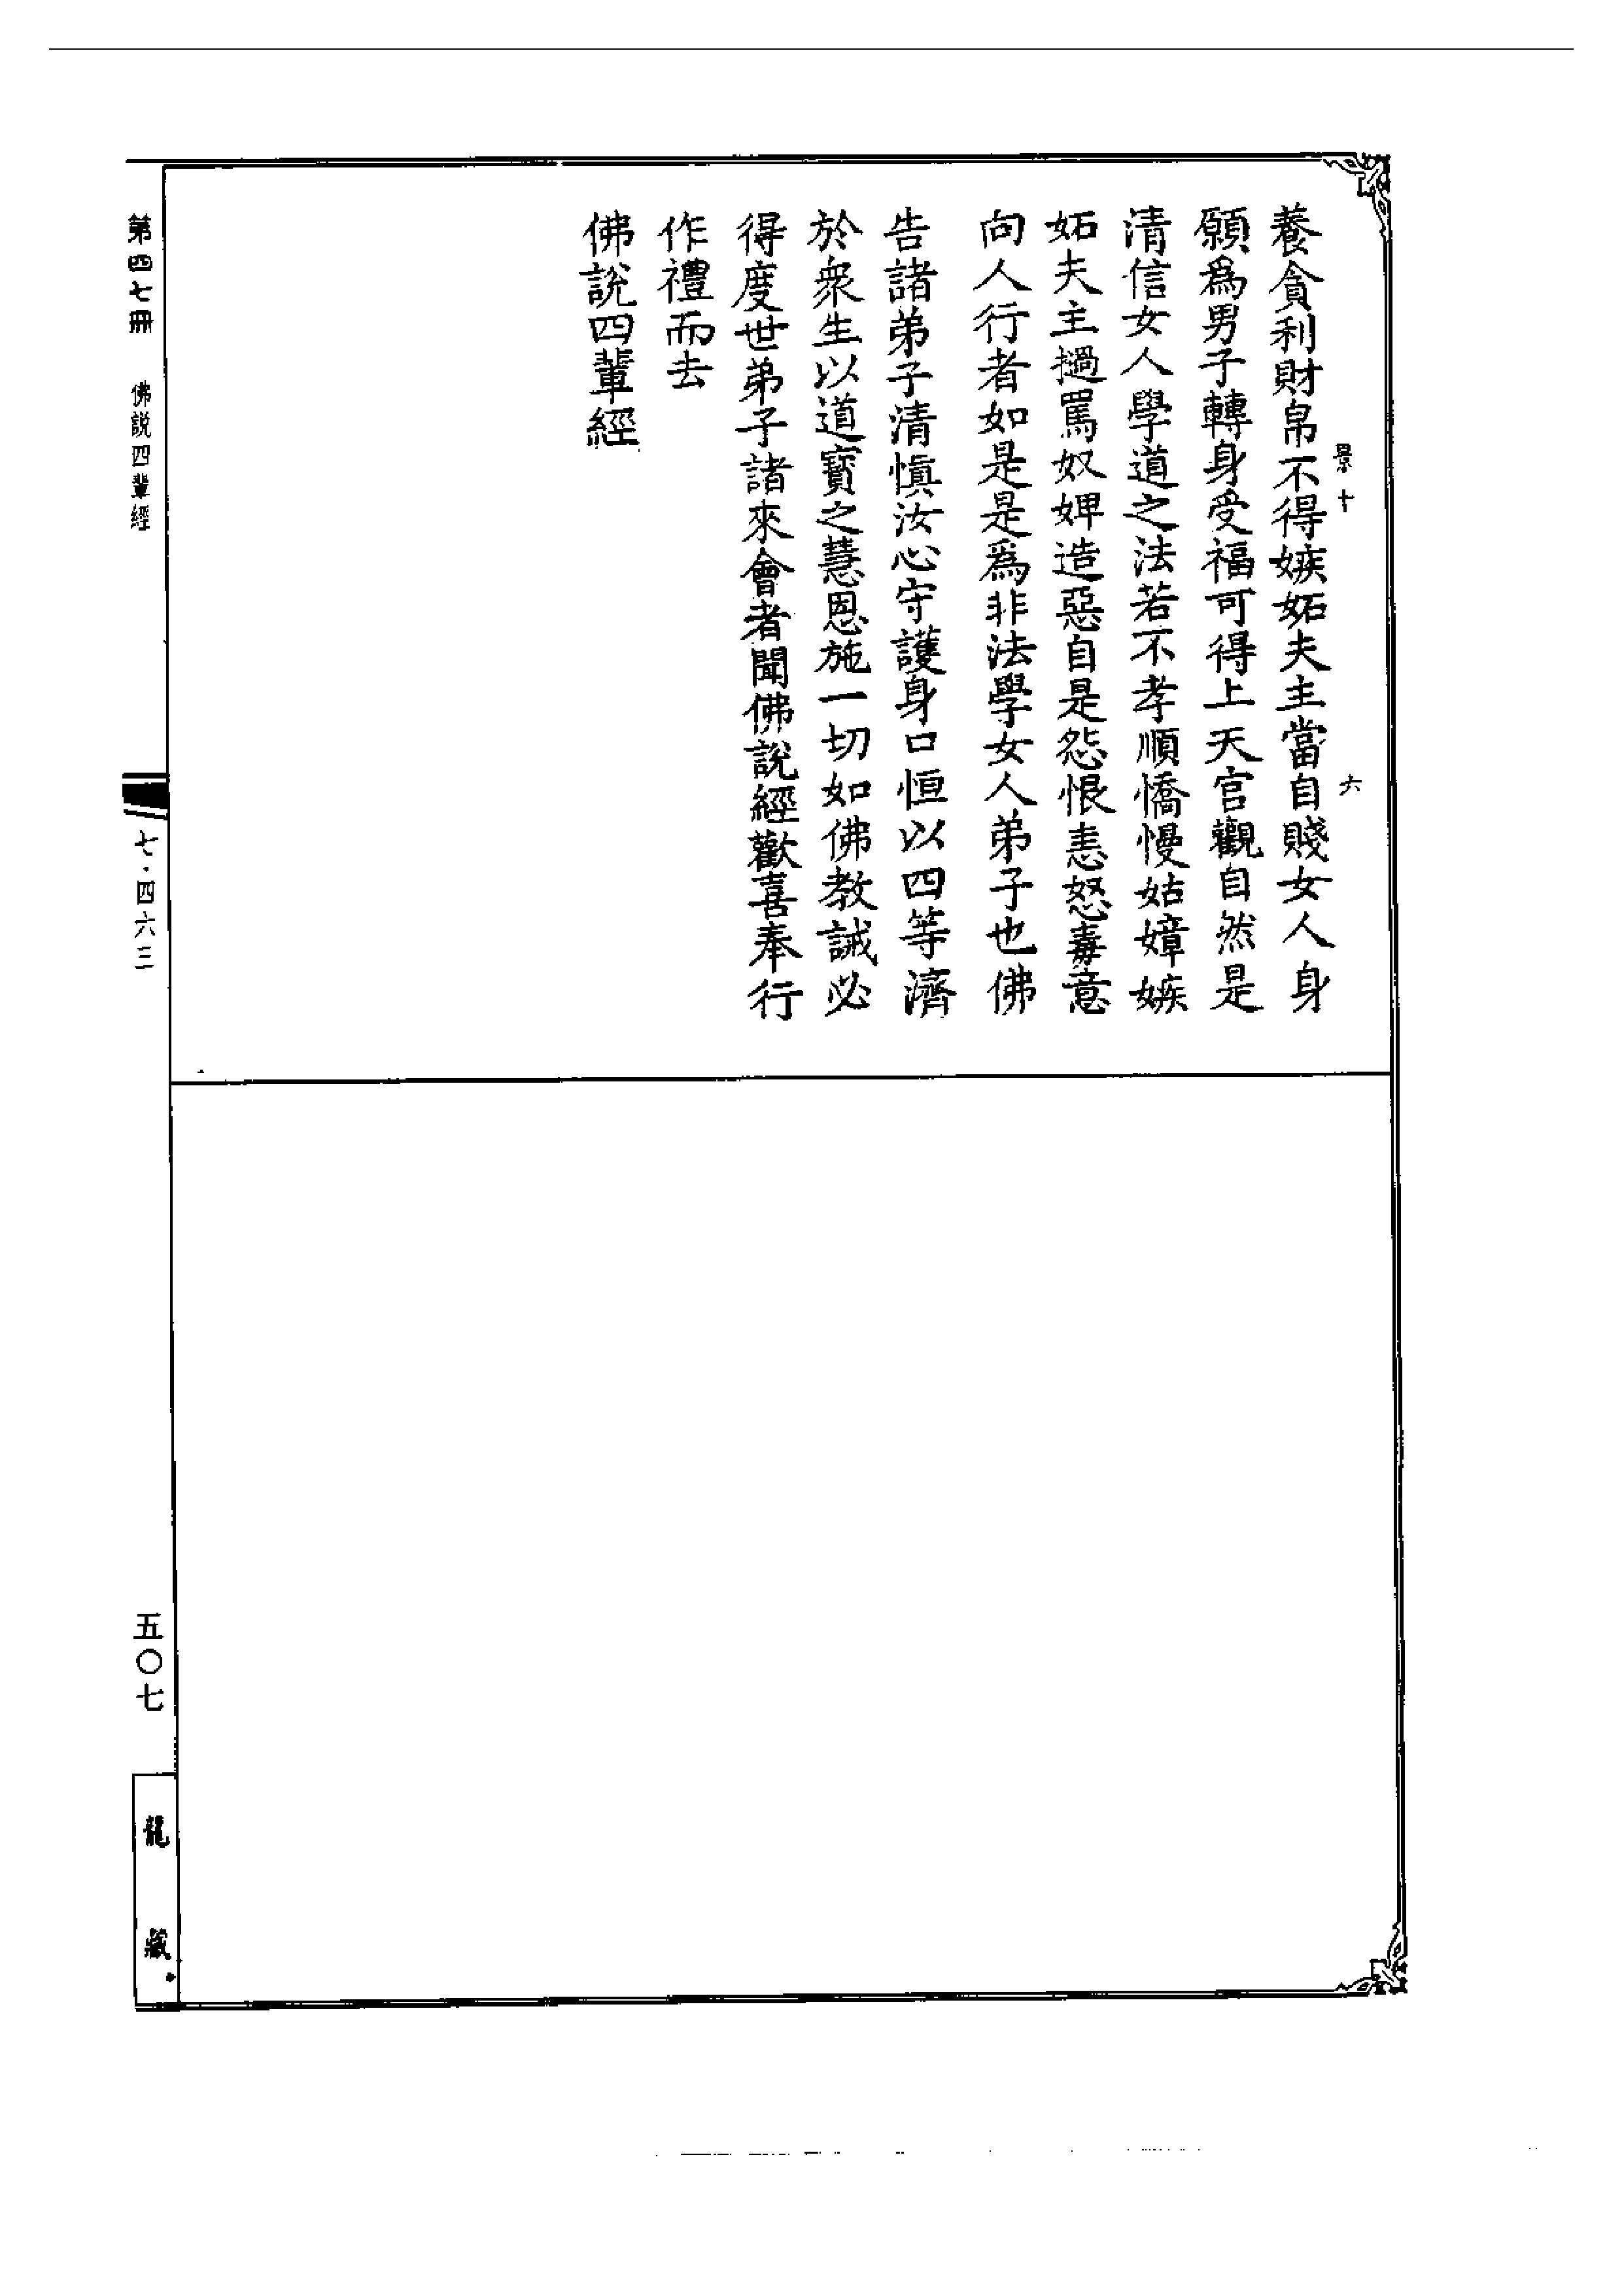 景十　六
養貪利財帛不得嫉妬夫主當自賤女人身
願爲男子轉身受福可得上天宫觀自然是
清信女人學道之法若不孝順憍慢姑嫜嫉
妬夫主撾罵奴婢造惡自是怨恨恚怒毒意
向人行者如是是爲非法學女人弟子也佛
告諸弟子清愼汝心守護身口恒以四等濟
於衆生以道寳之慧恩施一切如佛教誡必
得度世弟子諸來會者聞佛說經歡喜奉行
作禮而去
佛說四輩經
第四七冊　佛説四輩經
七·四六三
五〇七
龍藏